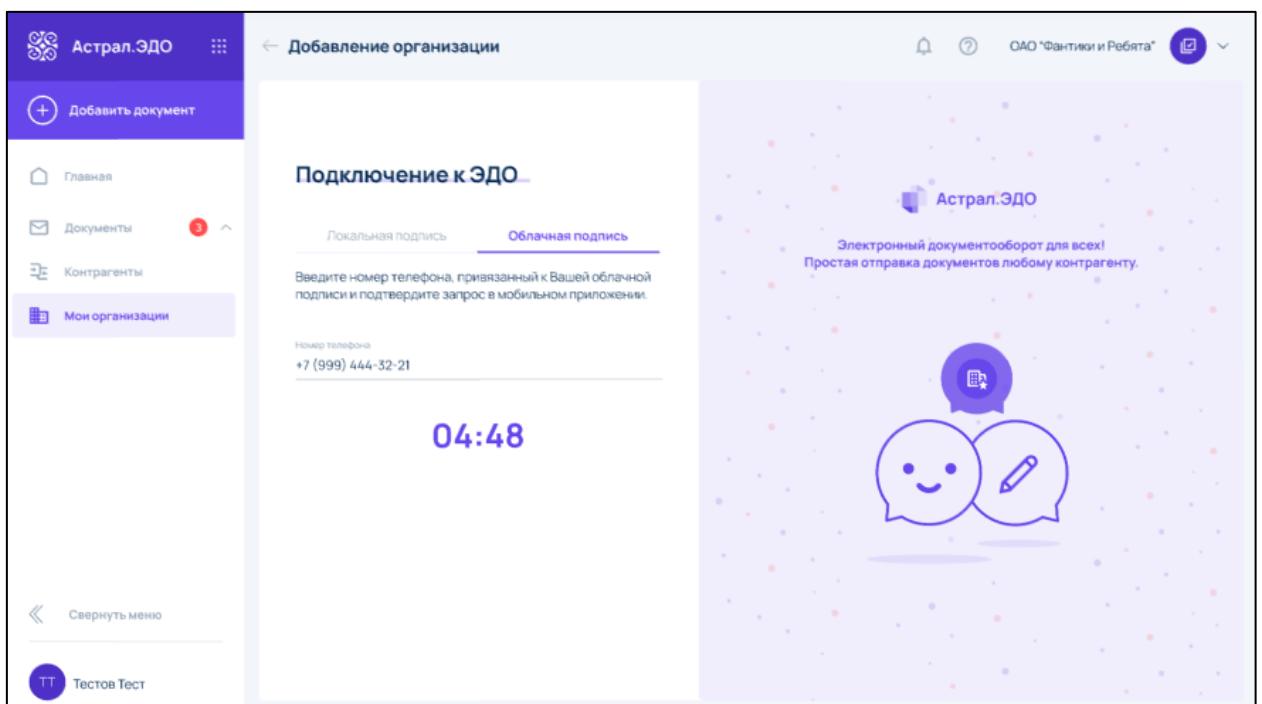 Астрал.ЭДО
Добавление организации
ОАО "Фантики и Ребята"
Добавить документ
Главная
Документы 3
Контрагенты
Мои организации
Свернуть меню
ТТ Тестов Тест
Подключение к ЭДО
Локальная подпись Облачная подпись
Введите номер телефона, привязанный к Вашей облачной
подписи и подтвердите запрос в мобильном приложении.
Номер телефона
+7 (999) 444-32-21
04:48
Астрал.ЭДО
Электронный документооборот для всех!
Простая отправка документов любому контрагенту.